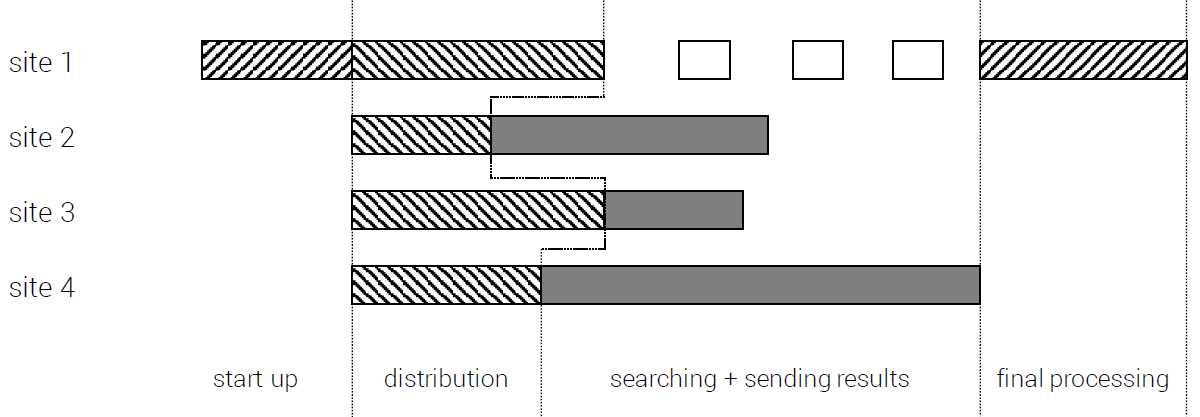 site 1
site 2
site 3
site 4
start up
distribution
searching + sending results
final processing